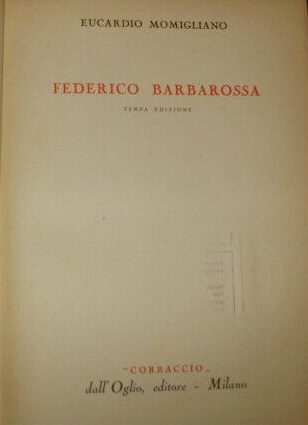 EUCARDIO MOMIGLIANO
FEDERICO BARBAROSSA
TERZA EDIZIONE
"CORBACCIO„
dall'Oglio, editore - Milano